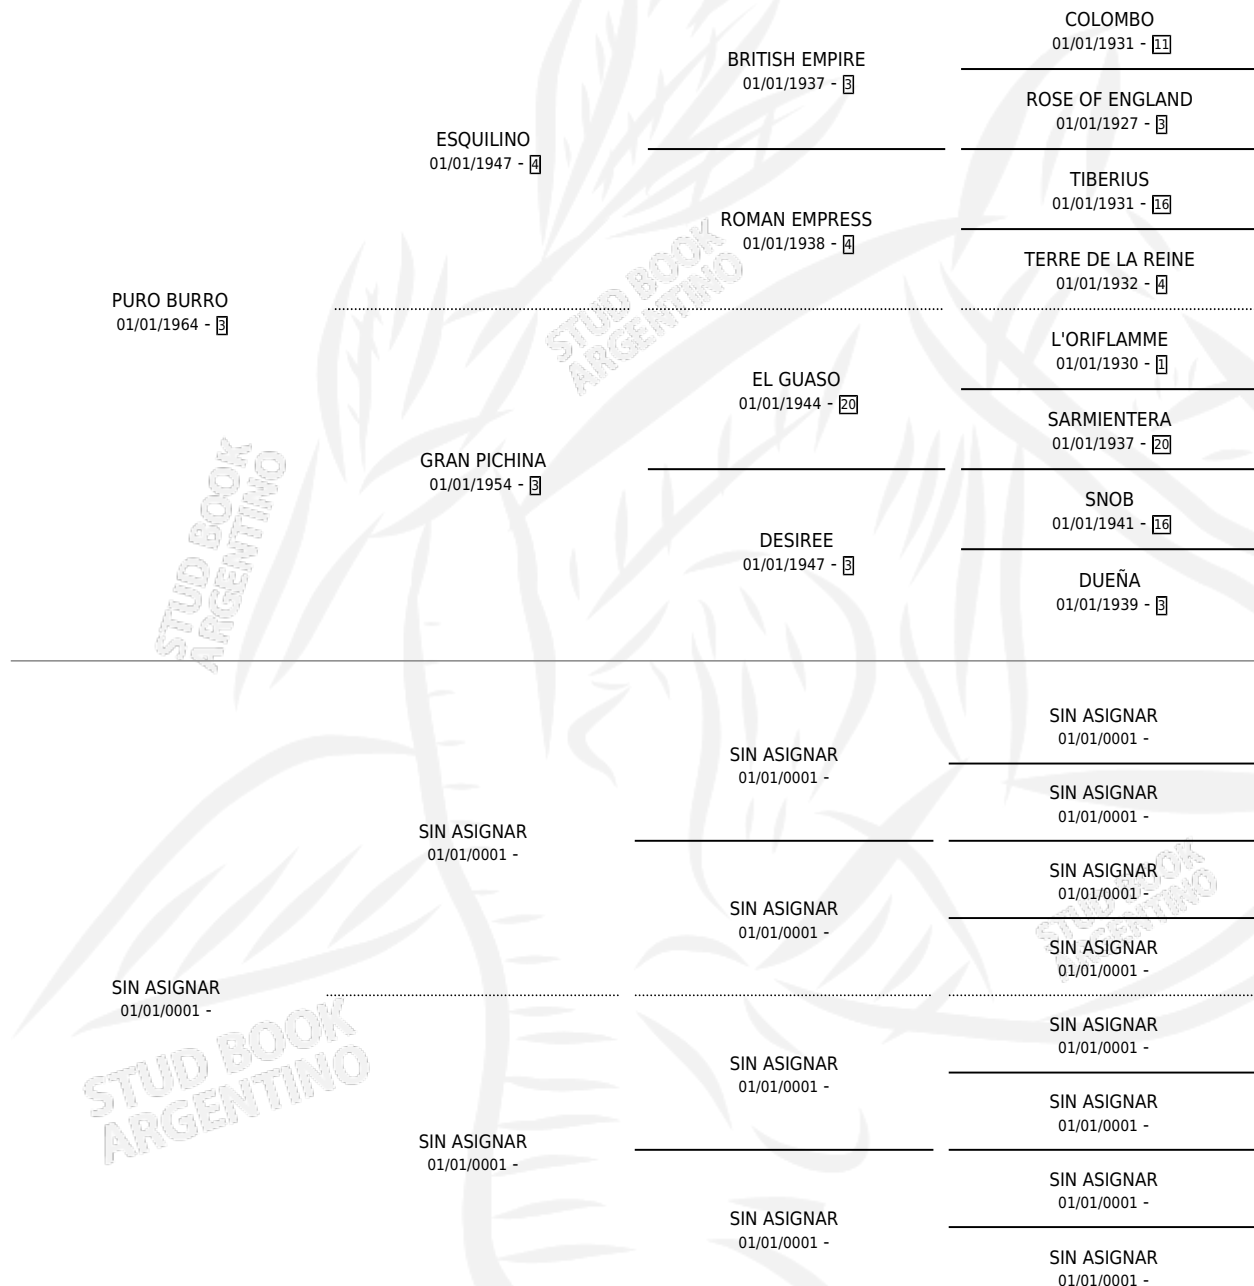 COLOMBO
01/01/1931 - 11
BRITISH EMPIRE
01/01/1937 - 3
ROSE OF ENGLAND
01/01/1927 - 3
ESQUILINO
01/01/1947 - 4
TIBERIUS
01/01/1931 - 16
ROMAN EMPRESS
01/01/1938 - 4
TERRE DE LA REINE
01/01/1932 - 4
PURO BURRO
01/01/1964 - 3
L'ORIFLAMME
01/01/1930 - 1
EL GUASO
01/01/1944 - 20
SARMIENTERA
01/01/1937 - 20
GRAN PICHINA
01/01/1954 - 3
SNOB
01/01/1941 - 16
DESIREE
01/01/1947 - 3
DUEÑA
01/01/1939 - 3
STUD BOOK
ARGENTINO
STUD BOOK
ARGENTINO
SIN ASIGNAR
01/01/0001 -
SIN ASIGNAR
01/01/0001 -
SIN ASIGNAR
01/01/0001 -
SIN ASIGNAR
01/01/0001 -
SIN ASIGNAR
01/01/0001 -
SIN ASIGNAR
01/01/0001 -
SIN ASIGNAR
01/01/0001 -
SIN ASIGNAR
01/01/0001 -
SIN ASIGNAR
01/01/0001 -
SIN ASIGNAR
01/01/0001 -
SIN ASIGNAR
01/01/0001 -
SIN ASIGNAR
01/01/0001 -
SIN ASIGNAR
01/01/0001 -
SIN ASIGNAR
01/01/0001 -
SIN ASIGNAR
01/01/0001 -
STUD BOOK
ARGENTINO
STUD BOOK
ARGENTINO